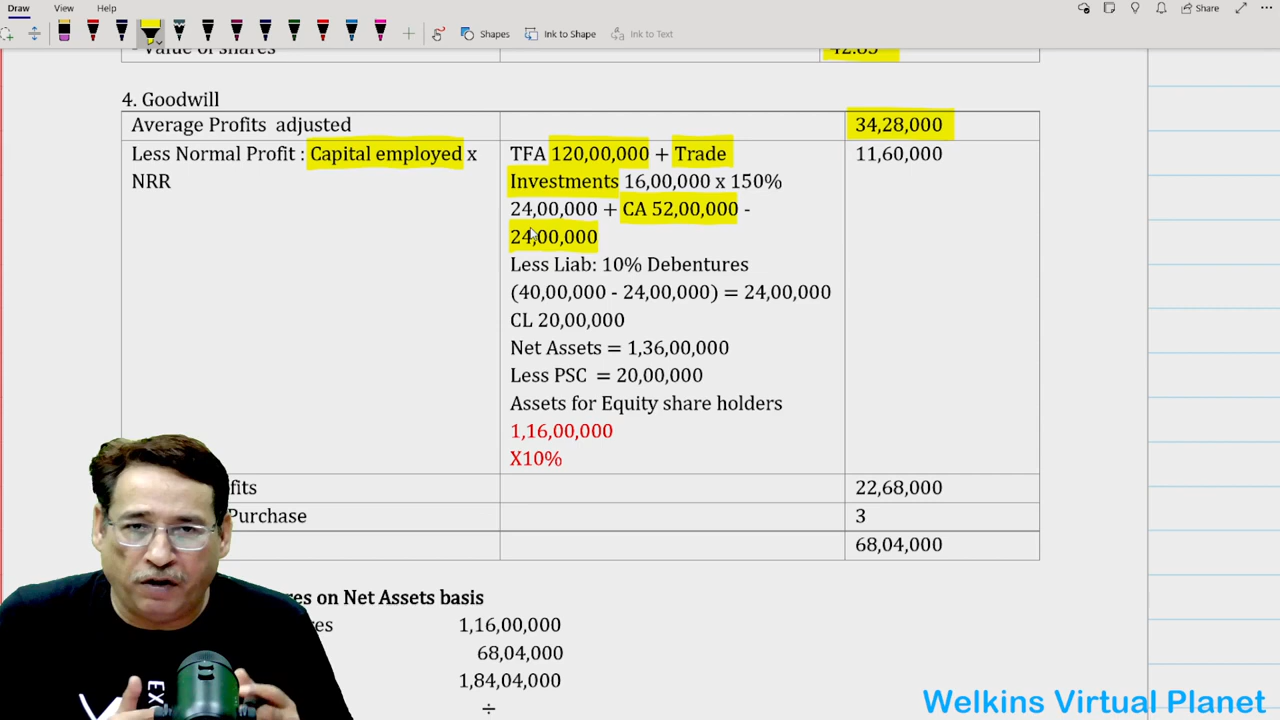 Draw View Help
Share
Shapes Ink to Shape Ink to Text
- Value of shares 42.85
4. Goodwill
Average Profits adjusted 34,28,000
Less Normal Profit : Capital employed x TFA 120,00,000 + Trade 11,60,000
NRR Investments 16,00,000 x 150%
24,00,000 + CA 52,00,000 -
24,00,000
Less Liab: 10% Debentures
(40,00,000 - 24,00,000) = 24,00,000
CL 20,00,000
Net Assets = 1,36,00,000
Less PSC = 20,00,000
Assets for Equity share holders
1,16,00,000
X10%
fits 22,68,000
Purchase 3
68,04,000
res on Net Assets basis
res 1,16,00,000
68,04,000
1,84,04,000
÷
EX
Welkins Virtual Planet